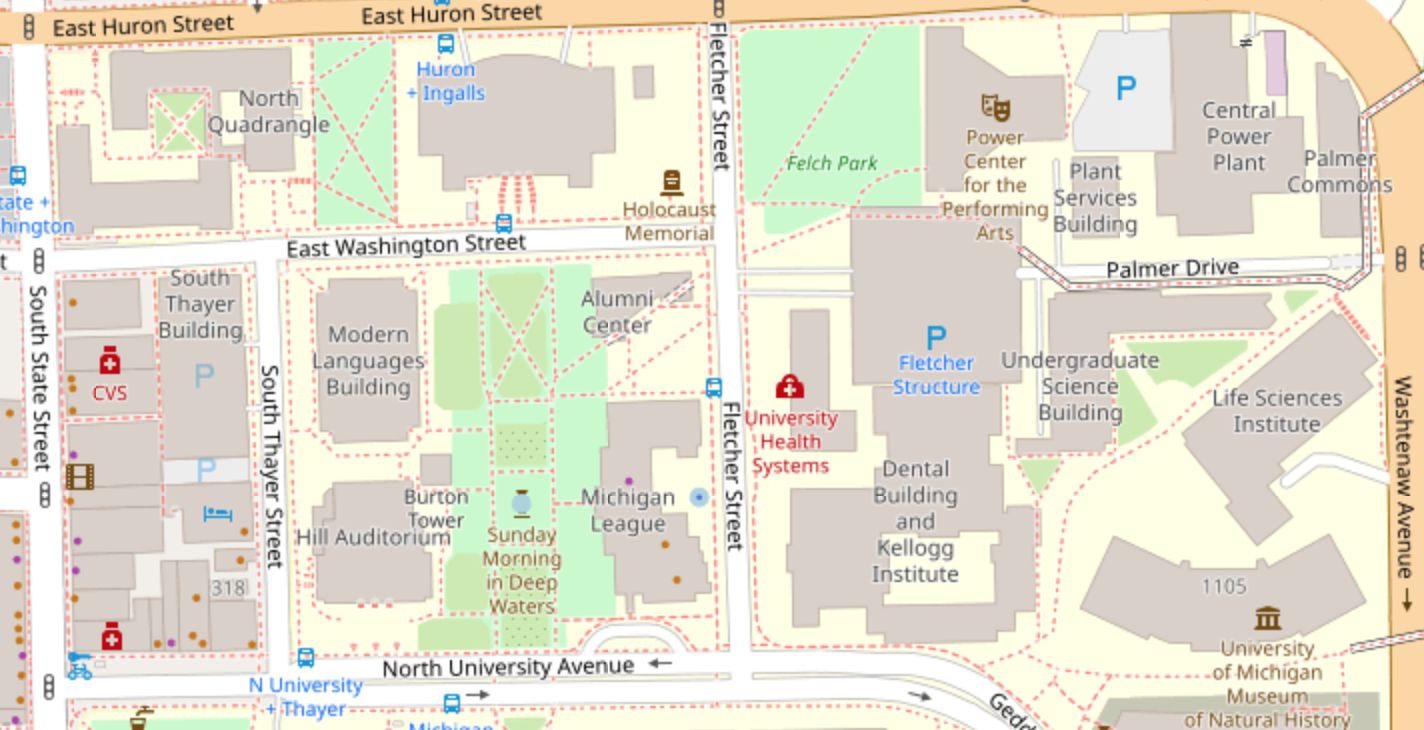 East Huron Street
East Huron Street
Huron
+ Ingalls
North
Quadrangle
Fletcher Street
Felch Park
Power
Center
for the
Performing
Arts
P
Central
Power
Plant
Plant
Services
Building
Palmer
Commons
Holocaust
Memorial
tate +
hington
t
East Washington Street
Palmer Drive
South
Thayer
Building
P
Alumni
Center
Modern
Languages
Building
CVS
South State Street
South Thayer Street
P
Fletcher
Structure
Undergraduate
Science
Building
Life Sciences
Institute
Washtenaw Avenue
University
Health
Systems
Fletcher Street
P
Burton
Tower
Hill Auditorium
Michigan
League
Sunday
Morning
in Deep
Waters
Dental
Building
and
Kellogg
Institute
318
1105
University
of Michigan
Museum
of Natural History
North University Avenue
N University
+ Thayer
Michigan
Gedd